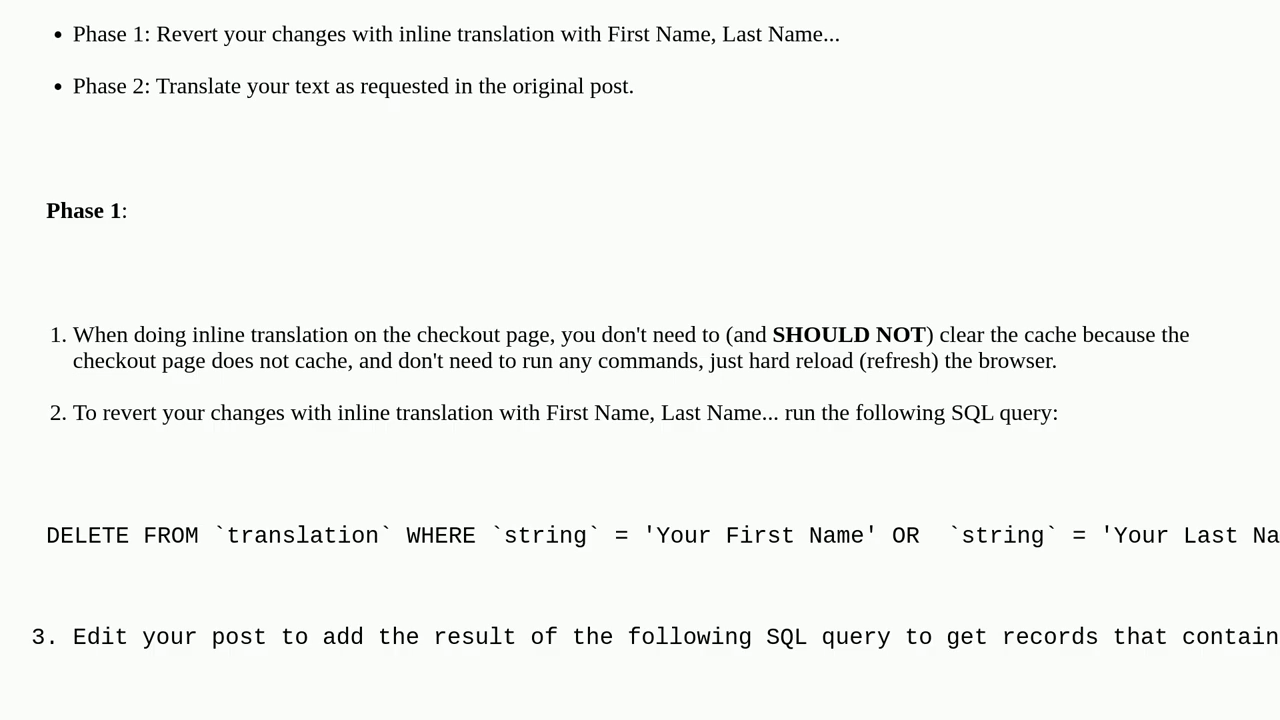 • Phase 1: Revert your changes with inline translation with First Name, Last Name...
• Phase 2: Translate your text as requested in the original post.
Phase 1:
1. When doing inline translation on the checkout page, you don't need to (and SHOULD NOT) clear the cache because the
checkout page does not cache, and don't need to run any commands, just hard reload (refresh) the browser.
2. To revert your changes with inline translation with First Name, Last Name... run the following SQL query:
DELETE FROM `translation` WHERE `string` = 'Your First Name' OR  `string` = 'Your Last Na
3. Edit your post to add the result of the following SQL query to get records that contain